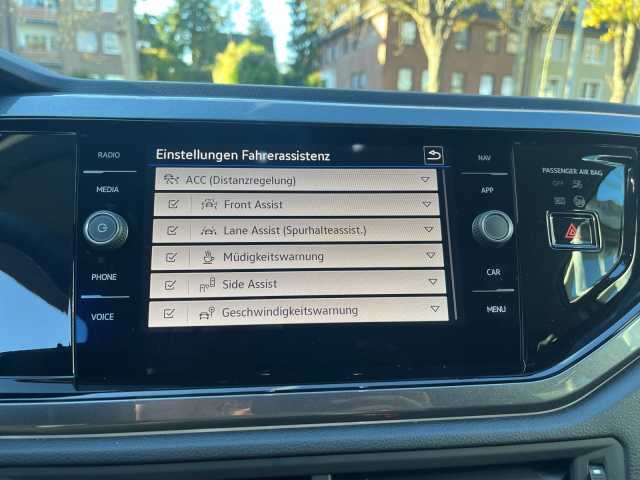 RADIO
MEDIA
PHONE
VOICE
Einstellungen Fahrerassistenz
ACC (Distanzregelung)
Front Assist
Lane Assist (Spurhalteassist.)
Müdigkeitswarnung
Side Assist
Geschwindigkeitswarnung
NAV
APP
CAR
MENU
PASSENGER AIR BAG
OFF